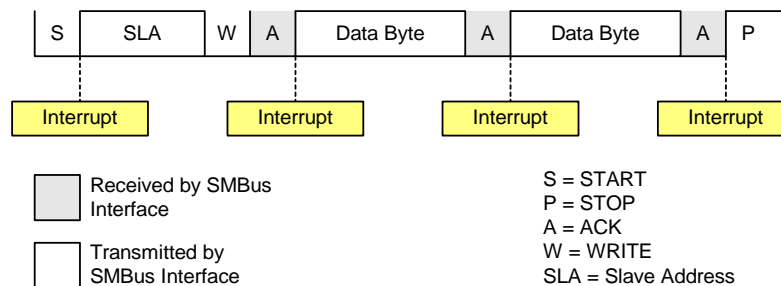 S SLA W A Data Byte A Data Byte A P
Interrupt Interrupt Interrupt Interrupt
Received by SMBus
Interface
Transmitted by
SMBus Interface
S = START
P = STOP
A = ACK
W = WRITE
SLA = Slave Address